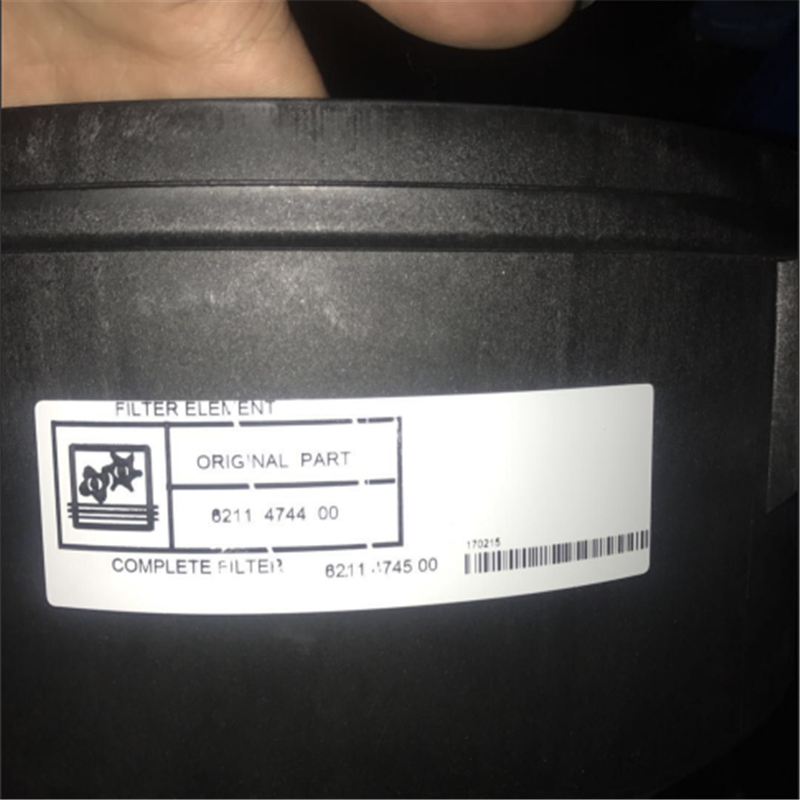 FILTER ELEMENT
ORIGINAL PART
6211 4744 00
170215
COMPLETE FILTER 6211 4745 00